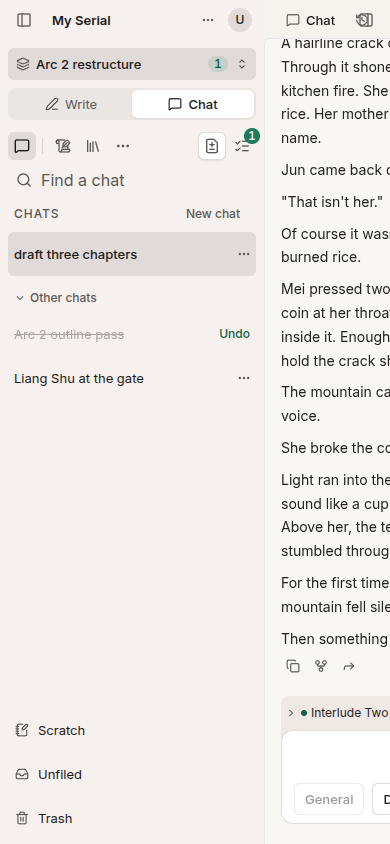 My Serial
U
Chat
Arc 2 restructure
1
Write
Chat
1
Find a chat
CHATS
New chat
draft three chapters
Other chats
Arc 2 outline pass
Undo
Liang Shu at the gate
Scratch
Unfiled
Trash
A hairline crack
Through it shone
kitchen fire. She
rice. Her mother
name.
Jun came back
"That isn't her."
Of course it was
burned rice.
Mei pressed two
coin at her throa
inside it. Enough
hold the crack sh
The mountain ca
voice.
She broke the co
Light ran into the
sound like a cup
Above her, the te
stumbled throug
For the first time
mountain fell sile
Then something
Interlude Two
General